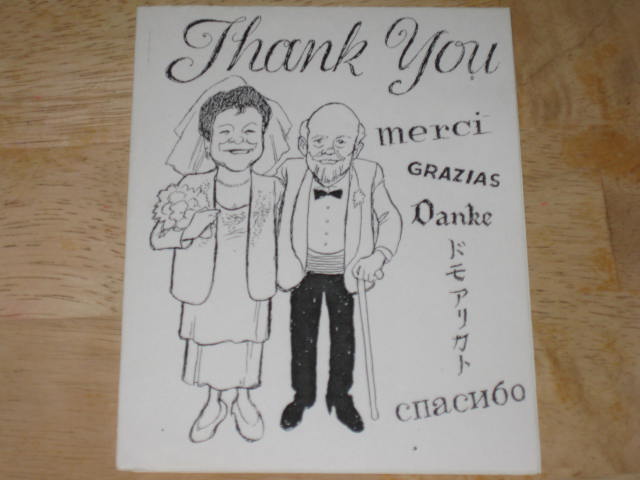 Thank You
merci
GRAZIAS
Danke
ドモアリガト
спасибо